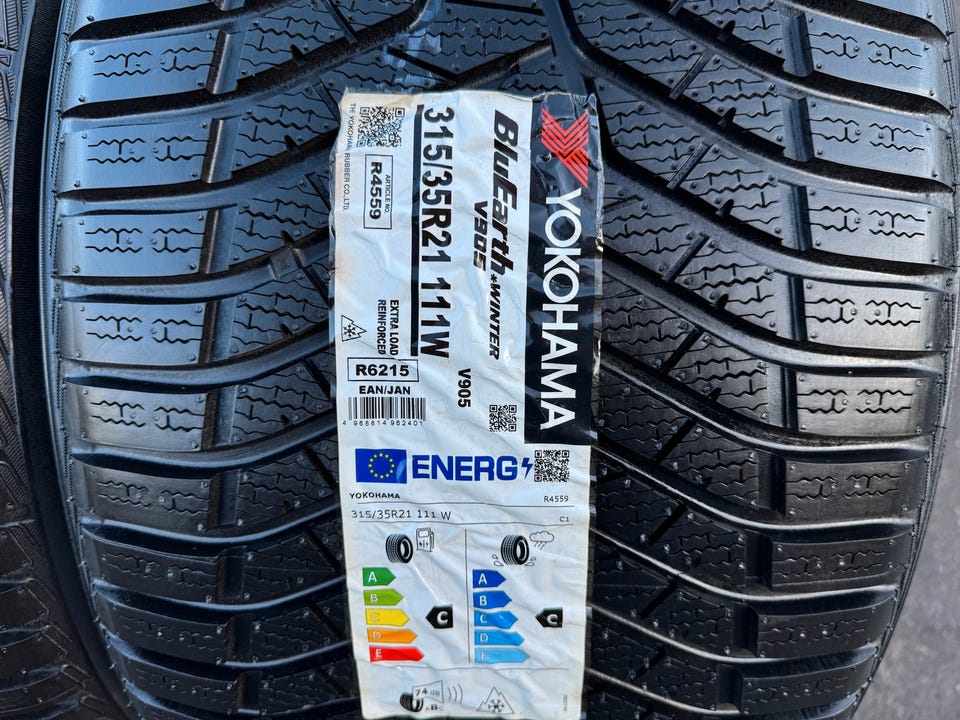 YOKOHAMA
BluEarth*WINTER
V905
V905
315/35R21 111W
EXTRA LOAD
REINFORCED
ARTICLE NO.
R4559
THE YOKOHAMA RUBBER CO.,LTD.
R6215
EAN/JAN
4 968814 962401
ENERG
YOKOHAMA
R4559
315/35R21 111 W
C1
A
B
C
D
E
C
A
B
C
D
E
C
74 dB
ABC